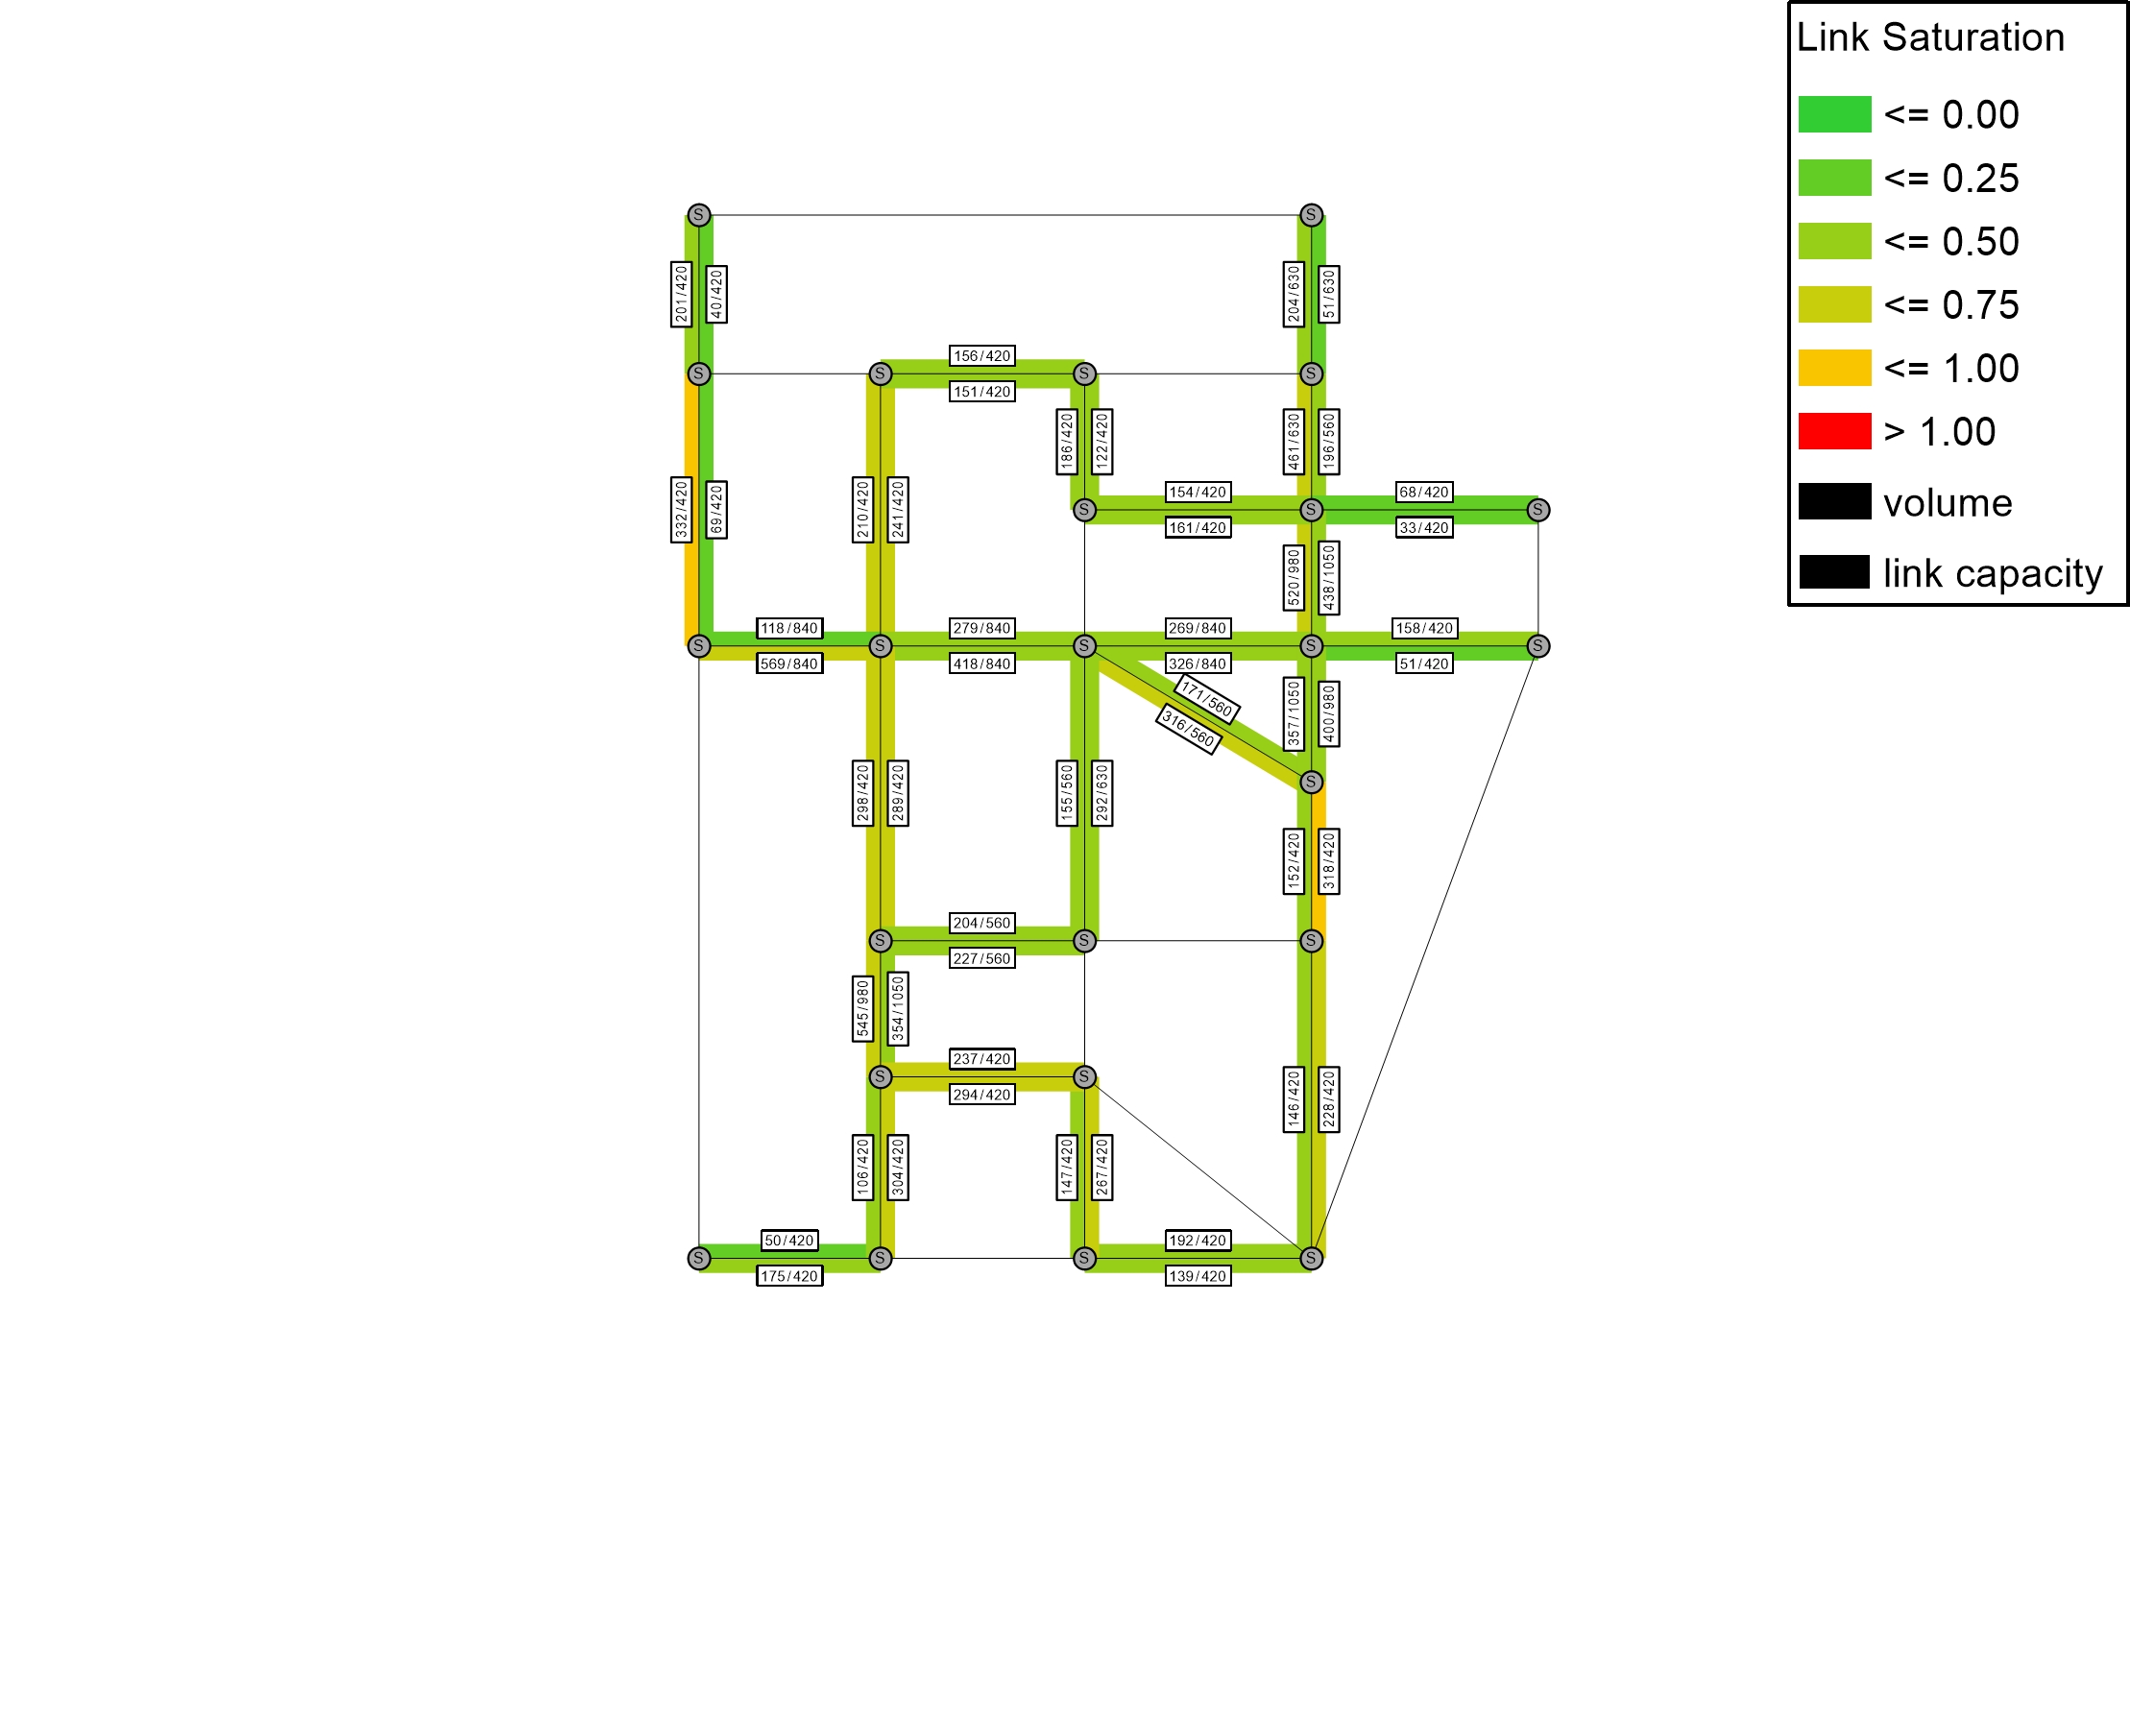 Link Saturation
<= 0.00
<= 0.25
<= 0.50
<= 0.75
<= 1.00
> 1.00
volume
link capacity
S
S
201/420
40/420
204/630
51/630
156/420
S
S
S
S
151/420
186/420
122/420
461/630
196/560
332/420
69/420
210/420
241/420
154/420
68/420
S
S
S
161/420
33/420
520/980
438/1050
118/840
279/840
269/840
158/420
S
S
S
S
S
569/840
418/840
326/840
51/420
171/560
316/560
357/1050
400/980
S
298/420
289/420
155/560
292/630
152/420
318/420
204/560
S
S
S
227/560
545/980
354/1050
237/420
S
S
294/420
146/420
228/420
106/420
304/420
147/420
267/420
50/420
192/420
S
S
S
S
175/420
139/420